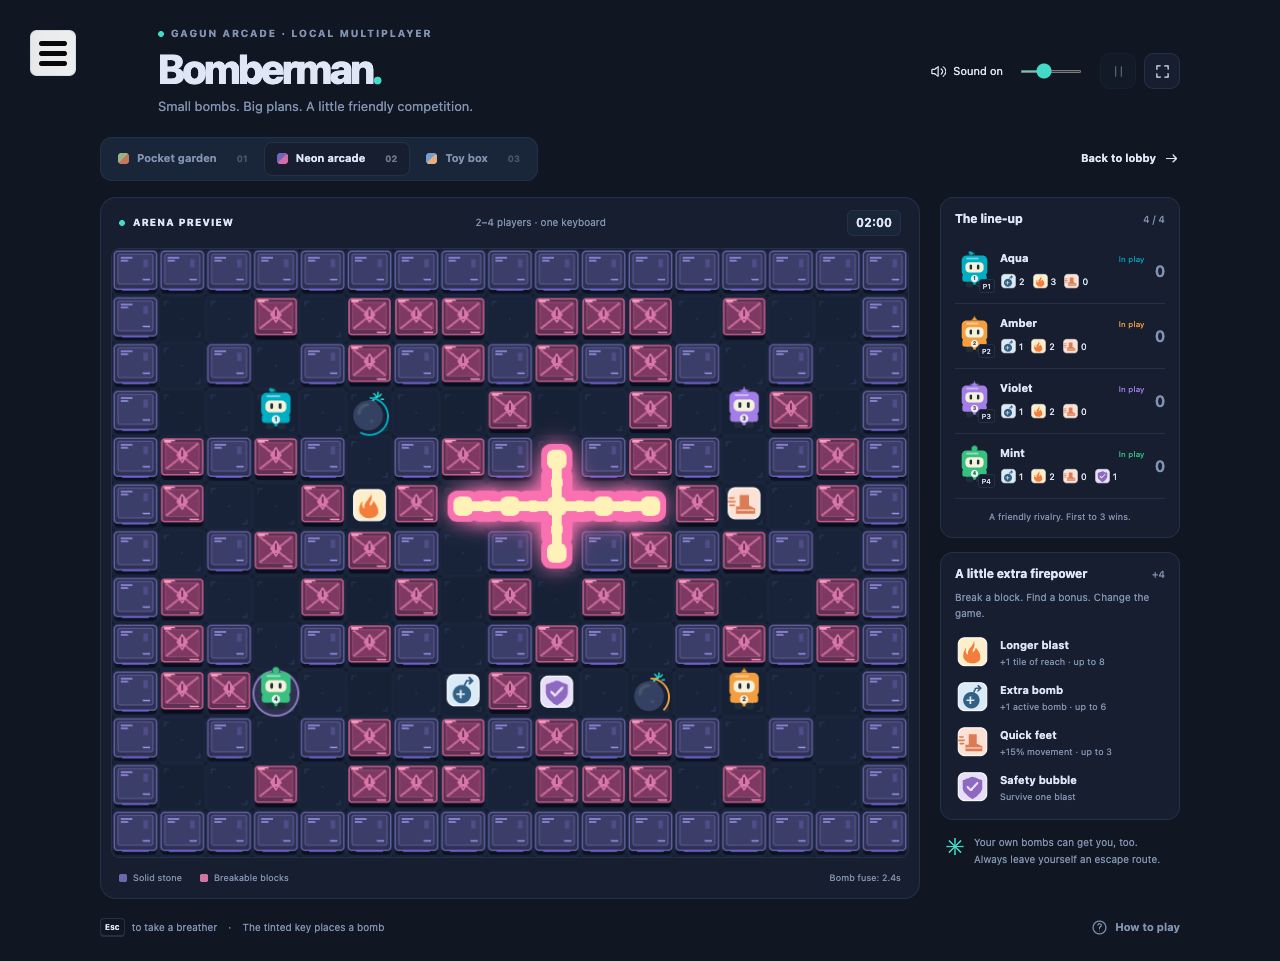 GAGUN ARCADE · LOCAL MULTIPLAYER
Bomberman.
Small bombs. Big plans. A little friendly competition.
Sound on
Pocket garden 01
Neon arcade 02
Toy box 03
Back to lobby
ARENA PREVIEW
2–4 players · one keyboard
02:00
The line-up
4 / 4
Aqua
In play
0
1
P1
2 3 0
Amber
In play
0
2
P2
1 2 0
Violet
In play
0
3
P3
1 2 0
Mint
In play
0
4
P4
1 2 0 1
A friendly rivalry. First to 3 wins.
1
3
4
2
A little extra firepower
+4
Break a block. Find a bonus. Change the
game.
Longer blast
+1 tile of reach · up to 8
Extra bomb
+1 active bomb · up to 6
Quick feet
+15% movement · up to 3
Safety bubble
Survive one blast
Your own bombs can get you, too.
Always leave yourself an escape route.
Solid stone
Breakable blocks
Bomb fuse: 2.4s
Esc to take a breather · The tinted key places a bomb
? How to play